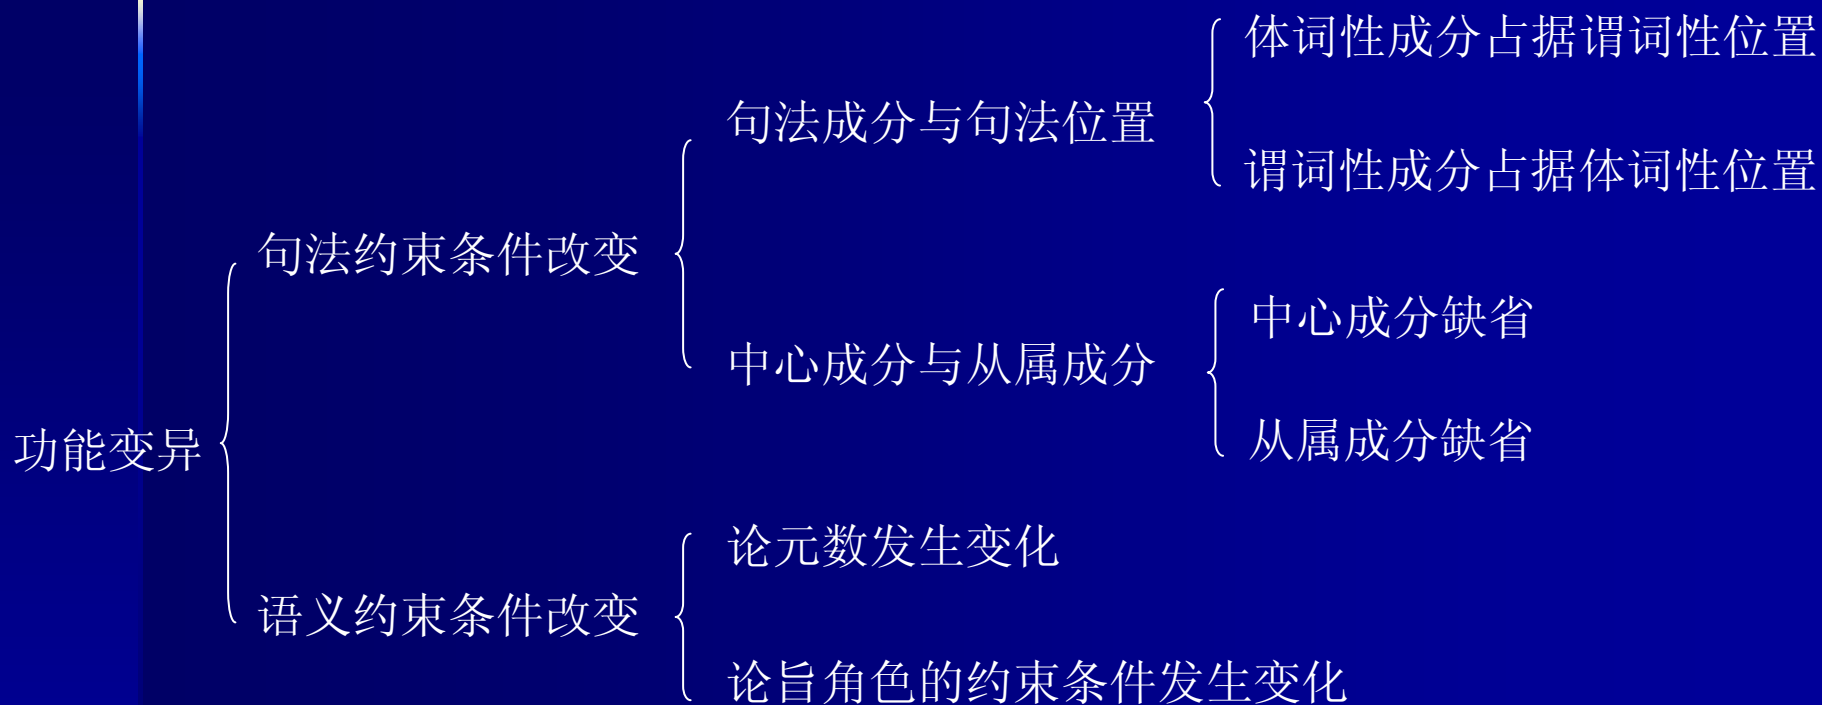 功能变异
句法约束条件改变
句法成分与句法位置
体词性成分占据谓词性位置
谓词性成分占据体词性位置
中心成分与从属成分
中心成分缺省
从属成分缺省
语义约束条件改变
论元数发生变化
论旨角色的约束条件发生变化